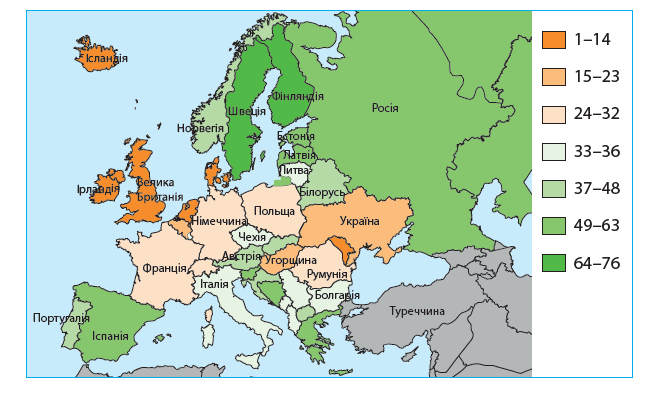 Ісландія
Норвегія
Швеція
Фінляндія
Росія
Естонія
Латвія
Литва
Білорусь
Ірландія
Велика
Британія
Німеччина
Польща
Україна
Чехія
Австрія
Угорщина
Франція
Румунія
Італія
Болгарія
Португалія
Іспанія
Туреччина
1–14
15–23
24–32
33–36
37–48
49–63
64–76